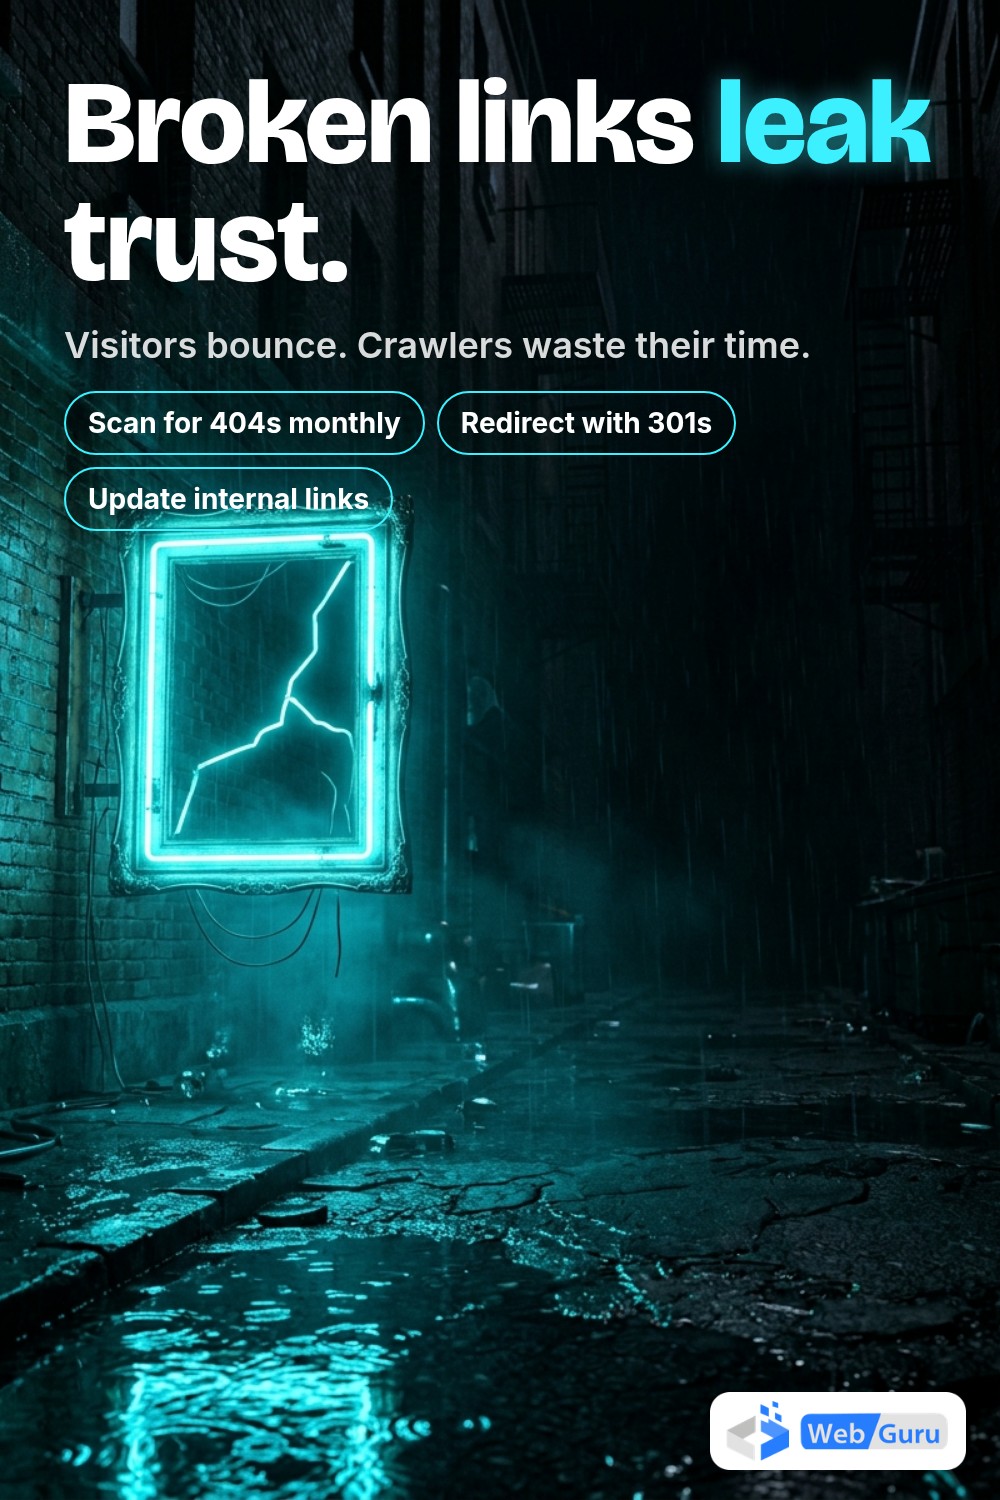 Broken links leak
trust.
Visitors bounce. Crawlers waste their time.
Scan for 404s monthly
Redirect with 301s
Update internal links
Web Guru